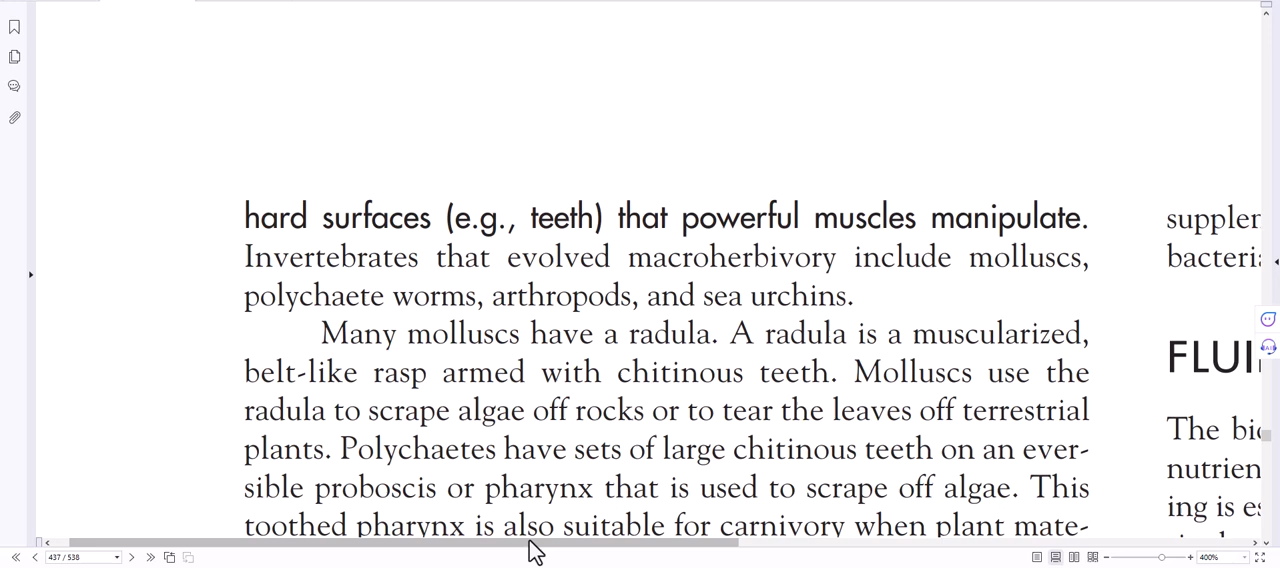 hard surfaces (e.g., teeth) that powerful muscles manipulate.
Invertebrates that evolved macroherbivory include molluscs,
polychaete worms, arthropods, and sea urchins.
Many molluscs have a radula. A radula is a muscularized,
belt-like rasp armed with chitinous teeth. Molluscs use the
radula to scrape algae off rocks or to tear the leaves off terrestrial
plants. Polychaetes have sets of large chitinous teeth on an ever-
sible proboscis or pharynx that is used to scrape off algae. This
toothed pharynx is also suitable for carnivory when plant mate-
supplen
bacteria
FLUI
The bio
nutrien
ing is es
437 / 538
400%